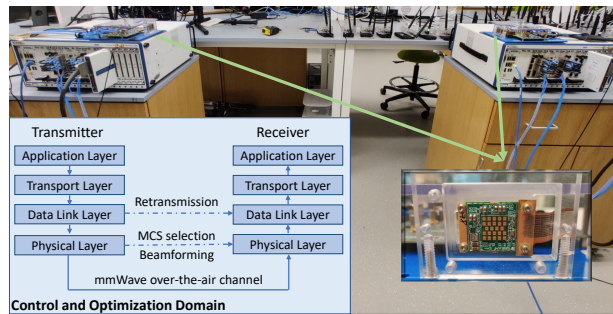 Transmitter Receiver
Application Layer Application Layer
Transport Layer Transport Layer
Data Link Layer Retransmission Data Link Layer
MCS selection
Physical Layer Physical Layer
Beamforming
mmWave over-the-air channel
Control and Optimization Domain